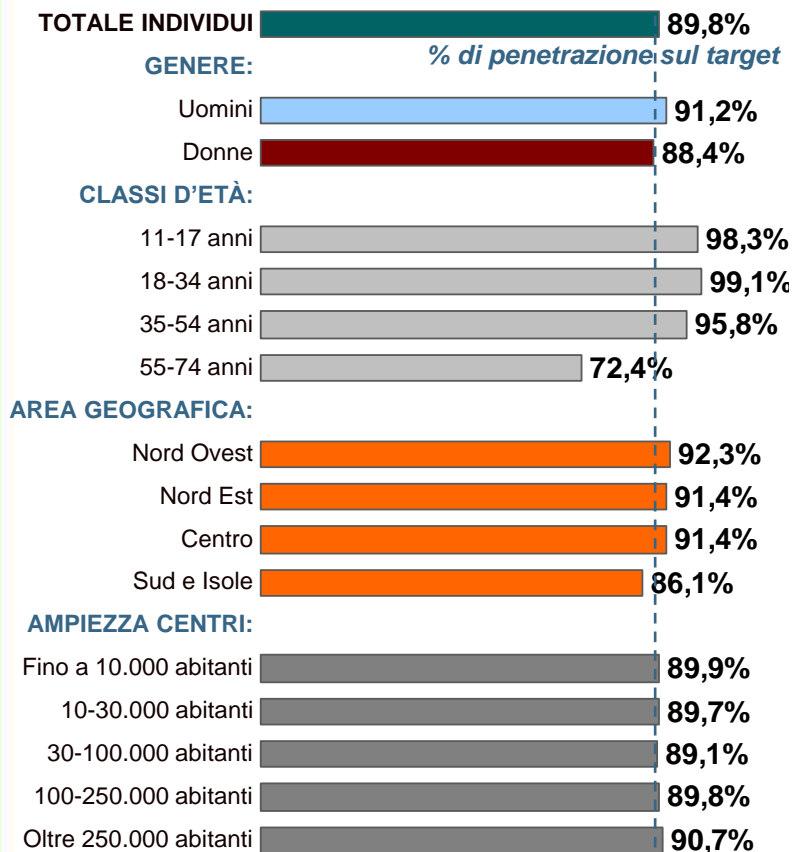 TOTALE INDIVIDUI 89,8%
% di penetrazione sul target
GENERE:
Uomini 91,2%
Donne 88,4%
CLASSI D’ETÀ:
11-17 anni 98,3%
18-34 anni 99,1%
35-54 anni 95,8%
55-74 anni 72,4%
AREA GEOGRAFICA:
Nord Ovest 92,3%
Nord Est 91,4%
Centro 91,4%
Sud e Isole 86,1%
AMPIEZZA CENTRI:
Fino a 10.000 abitanti 89,9%
10-30.000 abitanti 89,7%
30-100.000 abitanti 89,1%
100-250.000 abitanti 89,8%
Oltre 250.000 abitanti 90,7%